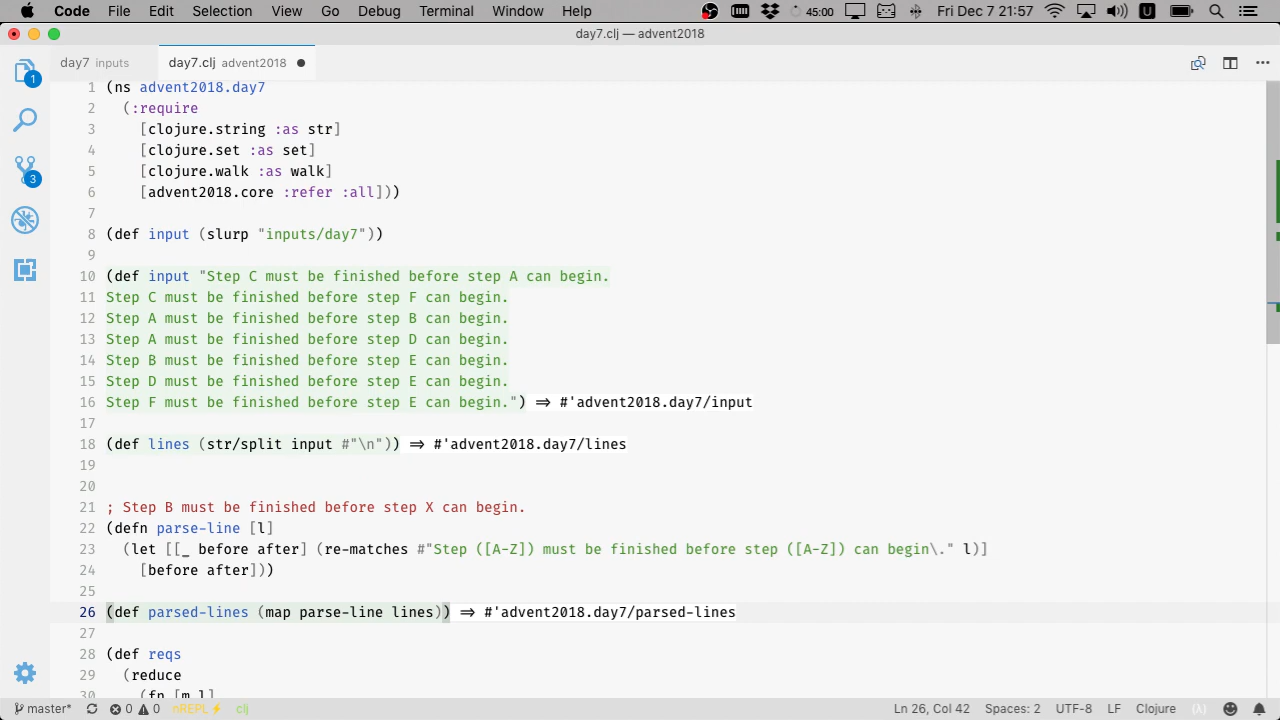 Code File Edit Selection View Go Debug Terminal Window Help 45:00 U Fri Dec 7 21:57
day7.clj — advent2018
day7 inputs day7.clj advent2018
1 (ns advent2018.day7
2 (:require
3 [clojure.string :as str]
4 [clojure.set :as set]
5 [clojure.walk :as walk]
6 [advent2018.core :refer :all]))
7
8 (def input (slurp "inputs/day7"))
9
10 (def input "Step C must be finished before step A can begin.
11 Step C must be finished before step F can begin.
12 Step A must be finished before step B can begin.
13 Step A must be finished before step D can begin.
14 Step B must be finished before step E can begin.
15 Step D must be finished before step E can begin.
16 Step F must be finished before step E can begin.") => #'advent2018.day7/input
17
18 (def lines (str/split input #"\n")) => #'advent2018.day7/lines
19
20
21 ; Step B must be finished before step X can begin.
22 (defn parse-line [l]
23 (let [[_ before after] (re-matches #"Step ([A-Z]) must be finished before step ([A-Z]) can begin\." l)]
24 [before after]))
25
26 (def parsed-lines (map parse-line lines)) => #'advent2018.day7/parsed-lines
27
28 (def reqs
29 (reduce
30 (fn [m l]
1
3
master* 0 0 nREPL⚡ clj Ln 26, Col 42 Spaces: 2 UTF-8 LF Clojure (λ)